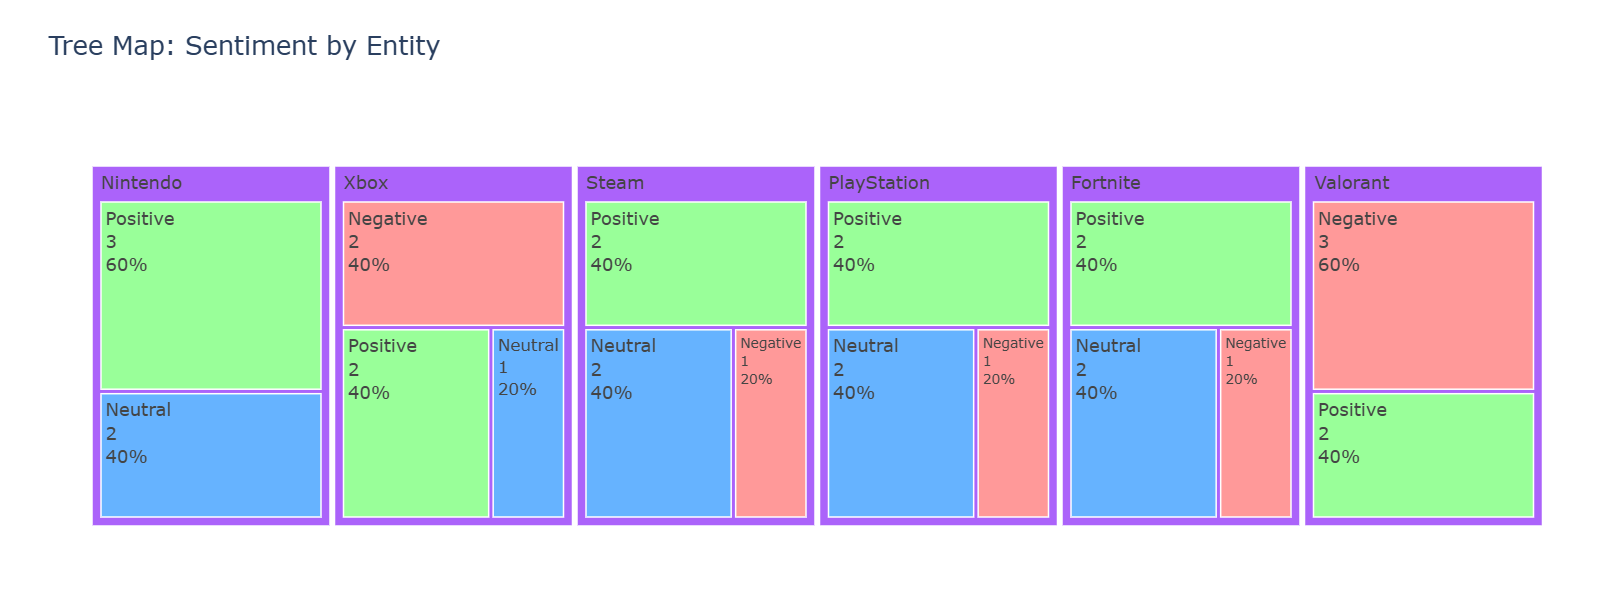 Tree Map: Sentiment by Entity
Nintendo
Positive
3
60%
Neutral
2
40%
Xbox
Negative
2
40%
Positive
2
40%
Neutral
1
20%
Steam
Positive
2
40%
Neutral
2
40%
Negative
1
20%
PlayStation
Positive
2
40%
Neutral
2
40%
Negative
1
20%
Fortnite
Positive
2
40%
Neutral
2
40%
Negative
1
20%
Valorant
Negative
3
60%
Positive
2
40%